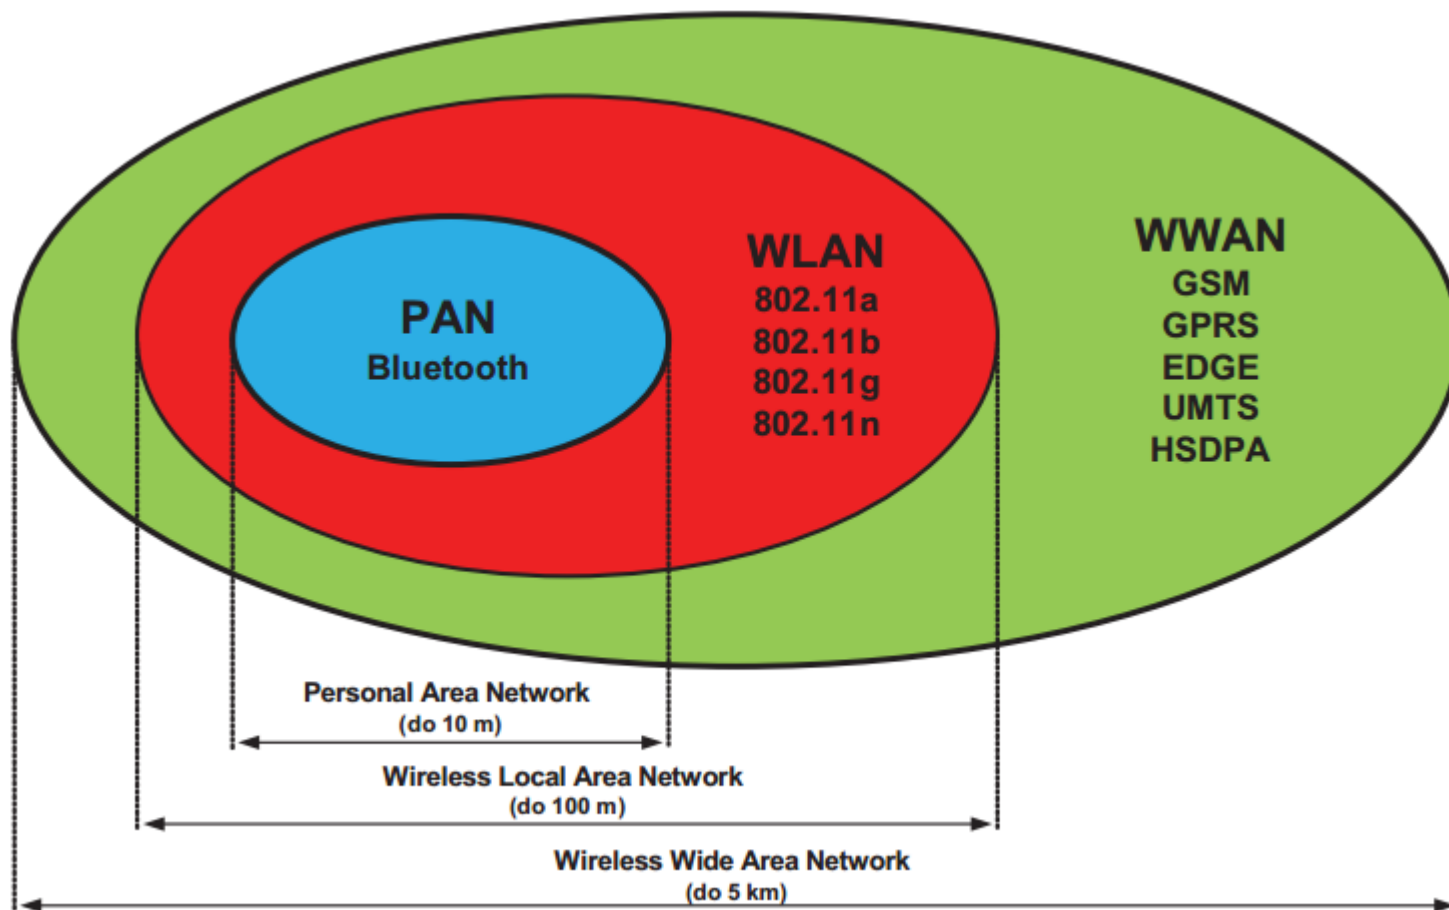 PAN
Bluetooth
WLAN
802.11a
802.11b
802.11g
802.11n
WWAN
GSM
GPRS
EDGE
UMTS
HSDPA
Personal Area Network
(do 10 m)
Wireless Local Area Network
(do 100 m)
Wireless Wide Area Network
(do 5 km)